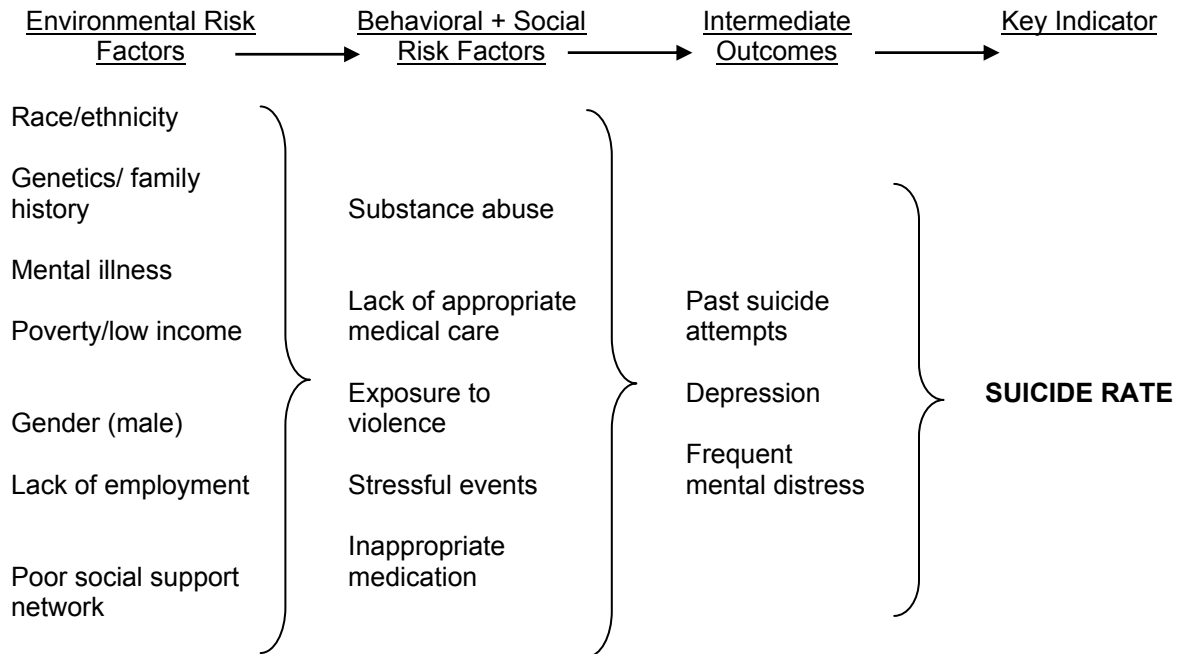 Environmental Risk
Factors
Behavioral + Social
Risk Factors
Intermediate
Outcomes
Key Indicator
Race/ethnicity
Genetics/ family
history
Mental illness
Poverty/low income
Gender (male)
Lack of employment
Poor social support
network
Substance abuse
Lack of appropriate
medical care
Exposure to
violence
Stressful events
Inappropriate
medication
Past suicide
attempts
Depression
Frequent
mental distress
SUICIDE RATE